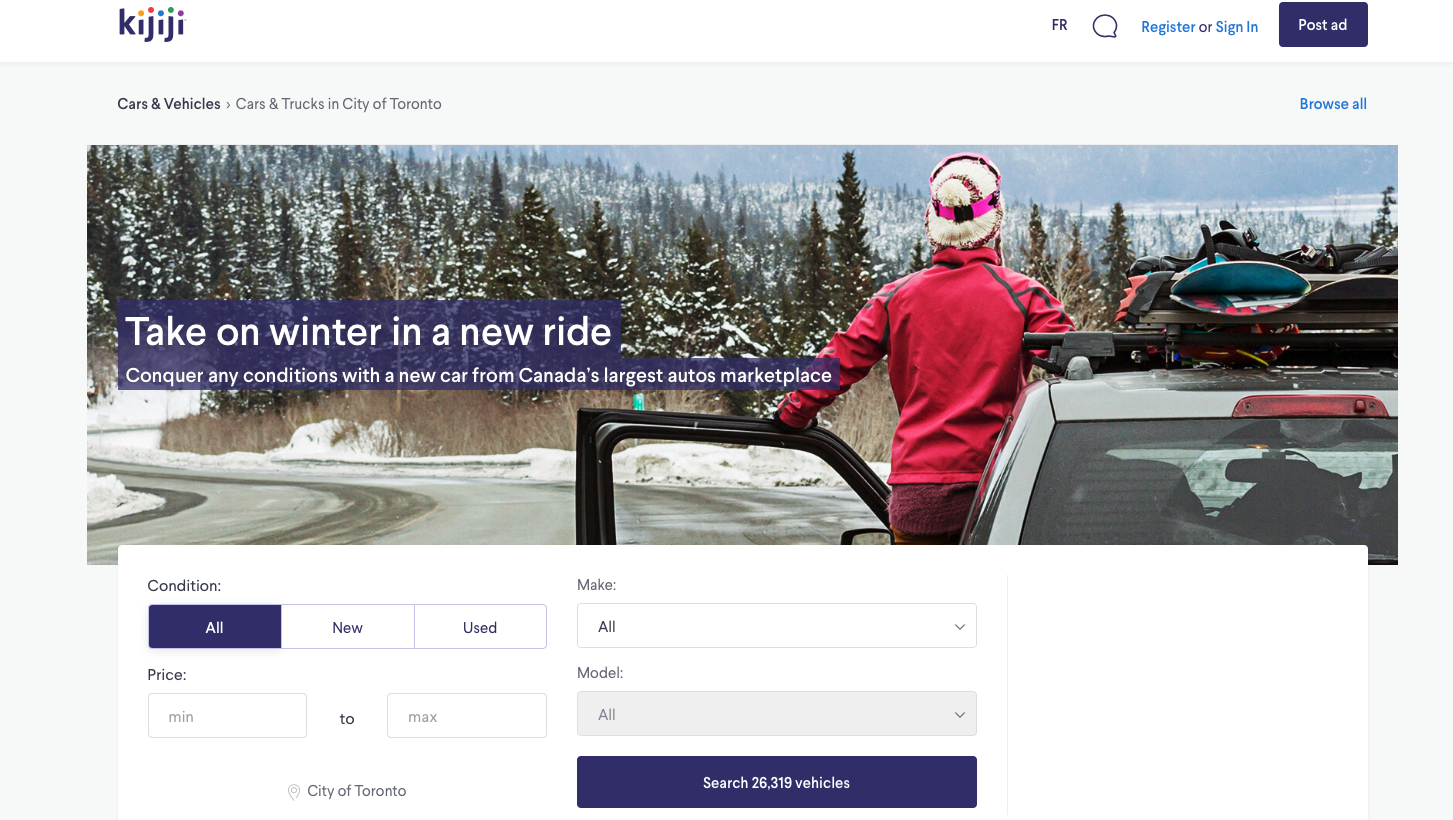 kijiji
FR
Register or Sign In
Post ad
Cars & Vehicles › Cars & Trucks in City of Toronto
Browse all
Take on winter in a new ride
Conquer any conditions with a new car from Canada's largest autos marketplace
Condition:
All
New
Used
Price:
min
to
max
City of Toronto
Make:
All
Model:
All
Search 26,319 vehicles